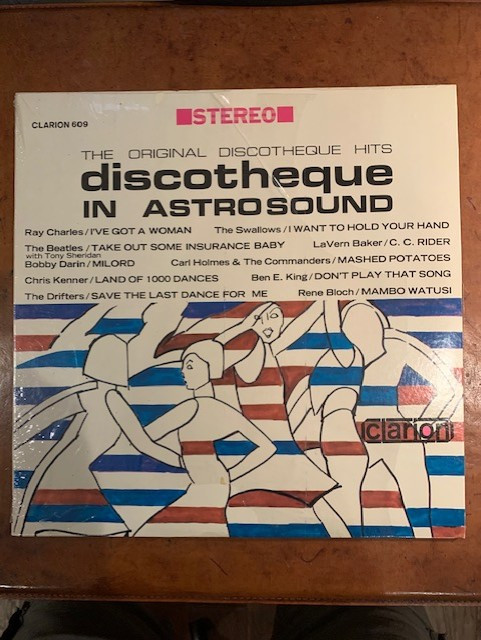 STEREO
CLARION 609
THE ORIGINAL DISCOTHEQUE HITS
discotheque
IN ASTROSOUND
Ray Charles / I'VE GOT A WOMAN The Swallows / I WANT TO HOLD YOUR HAND
The Beatles / TAKE OUT SOME INSURANCE BABY LaVern Baker / C. C. RIDER
with Tony Sheridan
Bobby Darin / MILORD Carl Holmes & The Commanders / MASHED POTATOES
Chris Kenner / LAND OF 1000 DANCES Ben E. King / DON'T PLAY THAT SONG
The Drifters / SAVE THE LAST DANCE FOR ME Rene Bloch / MAMBO WATUSI
clarion